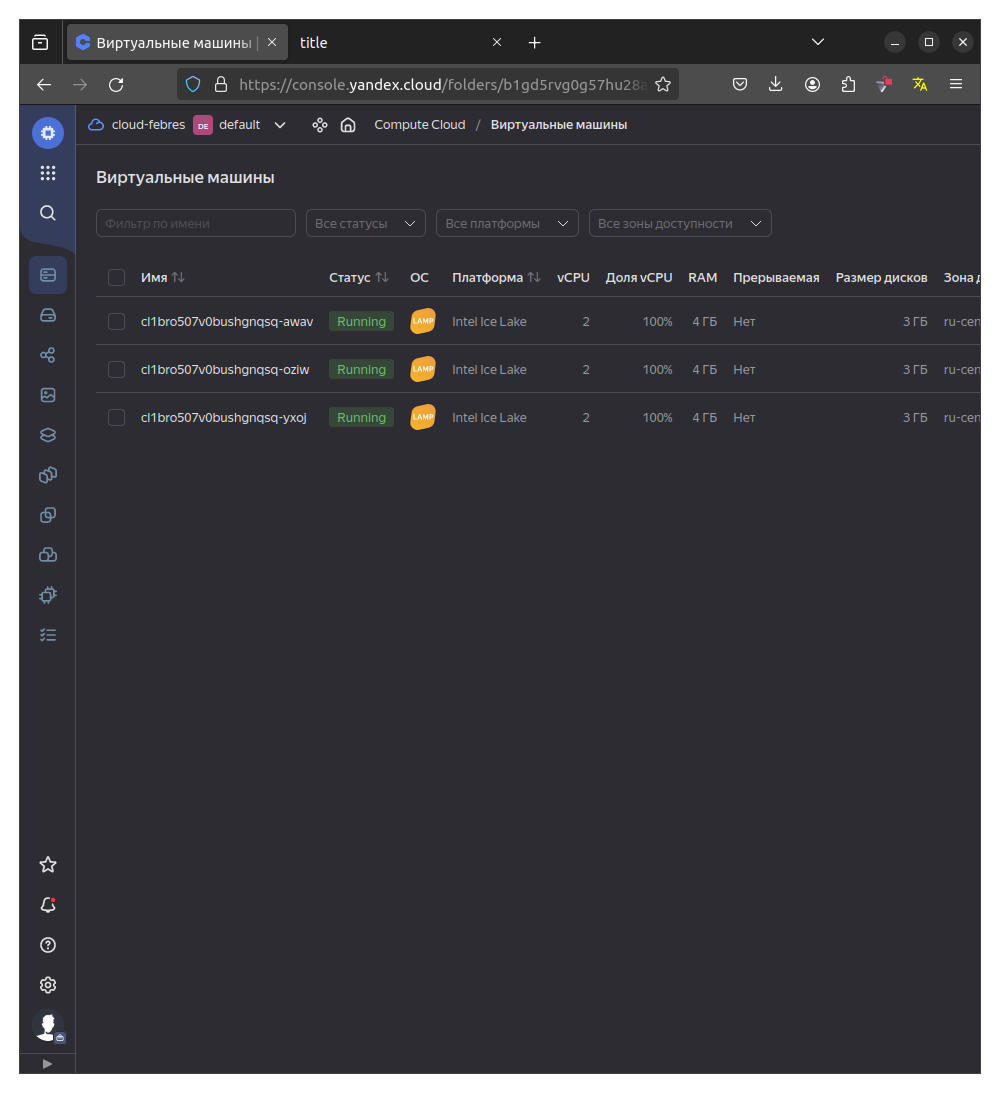 Виртуальные машины |
title
https://console.yandex.cloud/folders/b1gd5rvg0g57hu28a
cloud-febres DE default
Compute Cloud / Виртуальные машины
Виртуальные машины
Фильтр по имени
Все статусы
Все платформы
Все зоны доступности
Имя Статус ОС Платформа vCPU Доля vCPU RAM Прерываемая Размер дисков Зона д
cl1bro507v0bushgnqsq-awav Running LAMP Intel Ice Lake 2 100% 4 ГБ Нет 3 ГБ ru-cen
cl1bro507v0bushgnqsq-oziw Running LAMP Intel Ice Lake 2 100% 4 ГБ Нет 3 ГБ ru-cen
cl1bro507v0bushgnqsq-yxoj Running LAMP Intel Ice Lake 2 100% 4 ГБ Нет 3 ГБ ru-cen